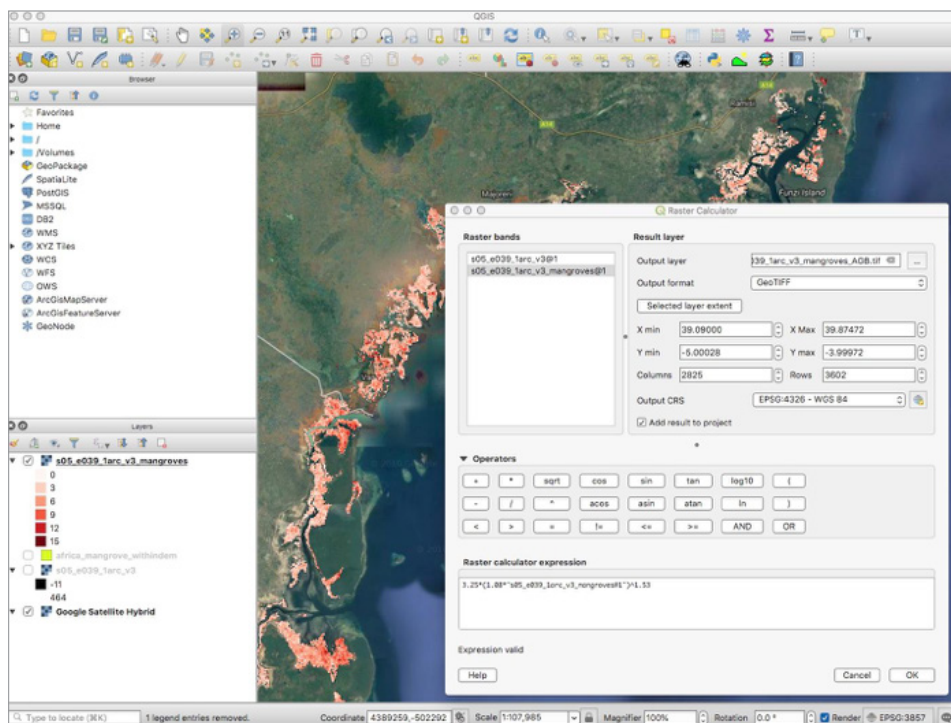 QGIS
Browser
Favorites
Home
/
/Volumes
GeoPackage
SpatiaLite
PostGIS
MSSQL
DB2
WMS
XYZ Tiles
WCS
WFS
OWS
ArcGisMapServer
ArcGisFeatureServer
GeoNode
Layers
s05_e039_1arc_v3_mangroves
0
3
6
9
12
15
africa_mangrove_withindem
s05_e039_1arc_v3
-11
464
Google Satellite Hybrid
A14
Ramisi
A14
Majoreni
Funzi Island
Raster Calculator
Raster bands
s05_e039_1arc_v3@1
s05_e039_1arc_v3_mangroves@1
Result layer
Output layer 039_1arc_v3_mangroves_AGB.tif ...
Output format GeoTIFF
Selected layer extent
X min 39.09000 X Max 39.87472
Y min -5.00028 Y max -3.99972
Columns 2825 Rows 3602
Output CRS EPSG:4326 - WGS 84
Add result to project
Operators
+ * sqrt cos sin tan log10 (
- / ^ acos asin atan ln )
< > = != <= >= AND OR
Raster calculator expression
3.25*(1.08*"s05_e039_1arc_v3_mangroves@1")^1.53
Expression valid
Help Cancel OK
Type to locate (⌘K) 1 legend entries removed. Coordinate 4389259,-502292 Scale 1:107,985 Magnifier 100% Rotation 0.0 ° Render EPSG:3857